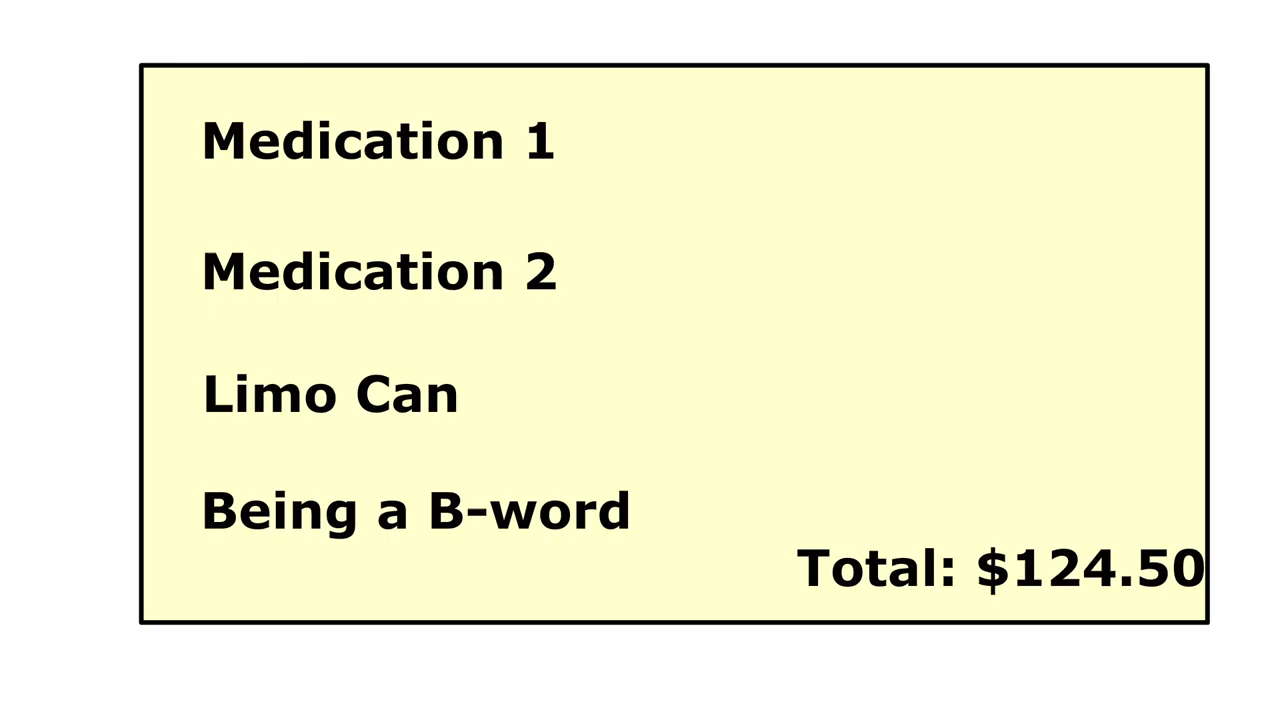 Medication 1
Medication 2
Limo Can
Being a B-word
Total: $124.50